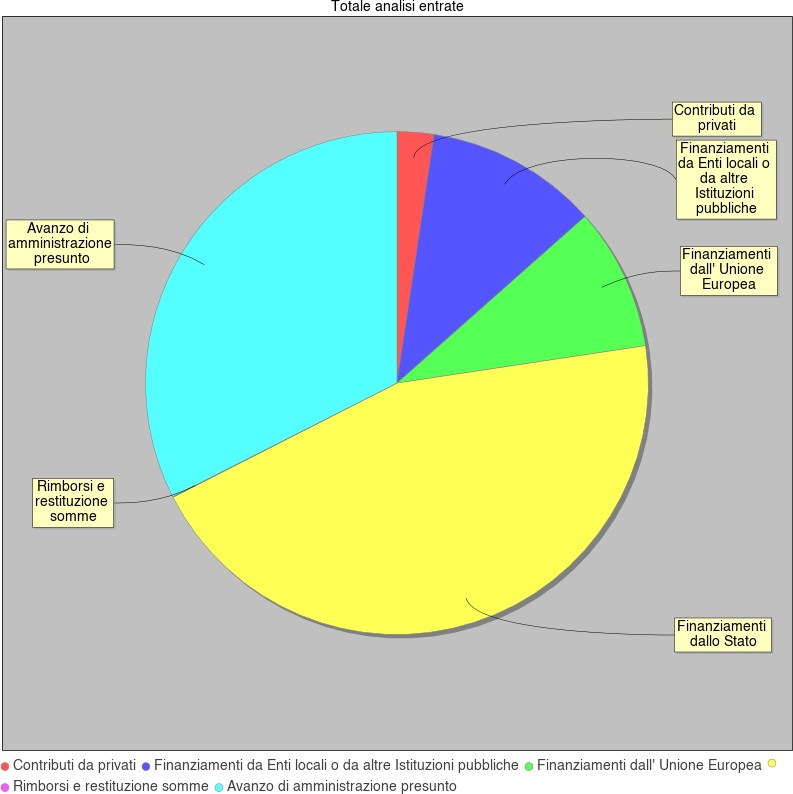 Totale analisi entrate
Contributi da
privati
Finanziamenti
da Enti locali o
da altre
Istituzioni
pubbliche
Avanzo di
amministrazione
presunto
Finanziamenti
dall' Unione
Europea
Rimborsi e
restituzione
somme
Finanziamenti
dallo Stato
Contributi da privati Finanziamenti da Enti locali o da altre Istituzioni pubbliche Finanziamenti dall' Unione Europea
Rimborsi e restituzione somme Avanzo di amministrazione presunto